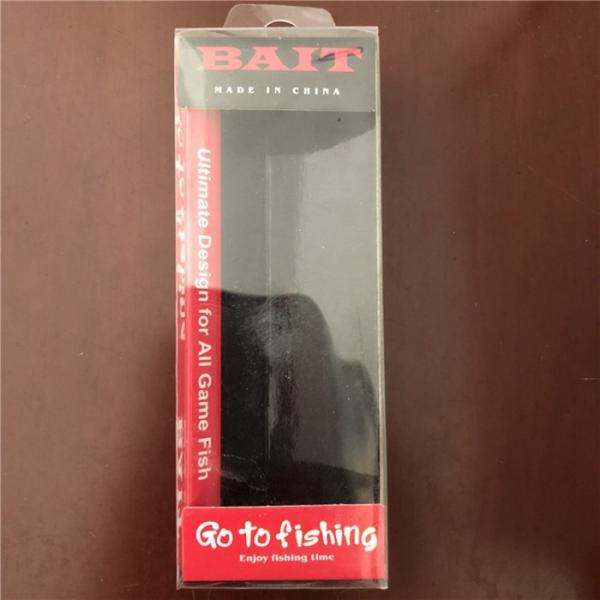 BAIT
MADE IN CHINA
Ultimate Design for All Game Fish
Go to fishing
Enjoy fishing time